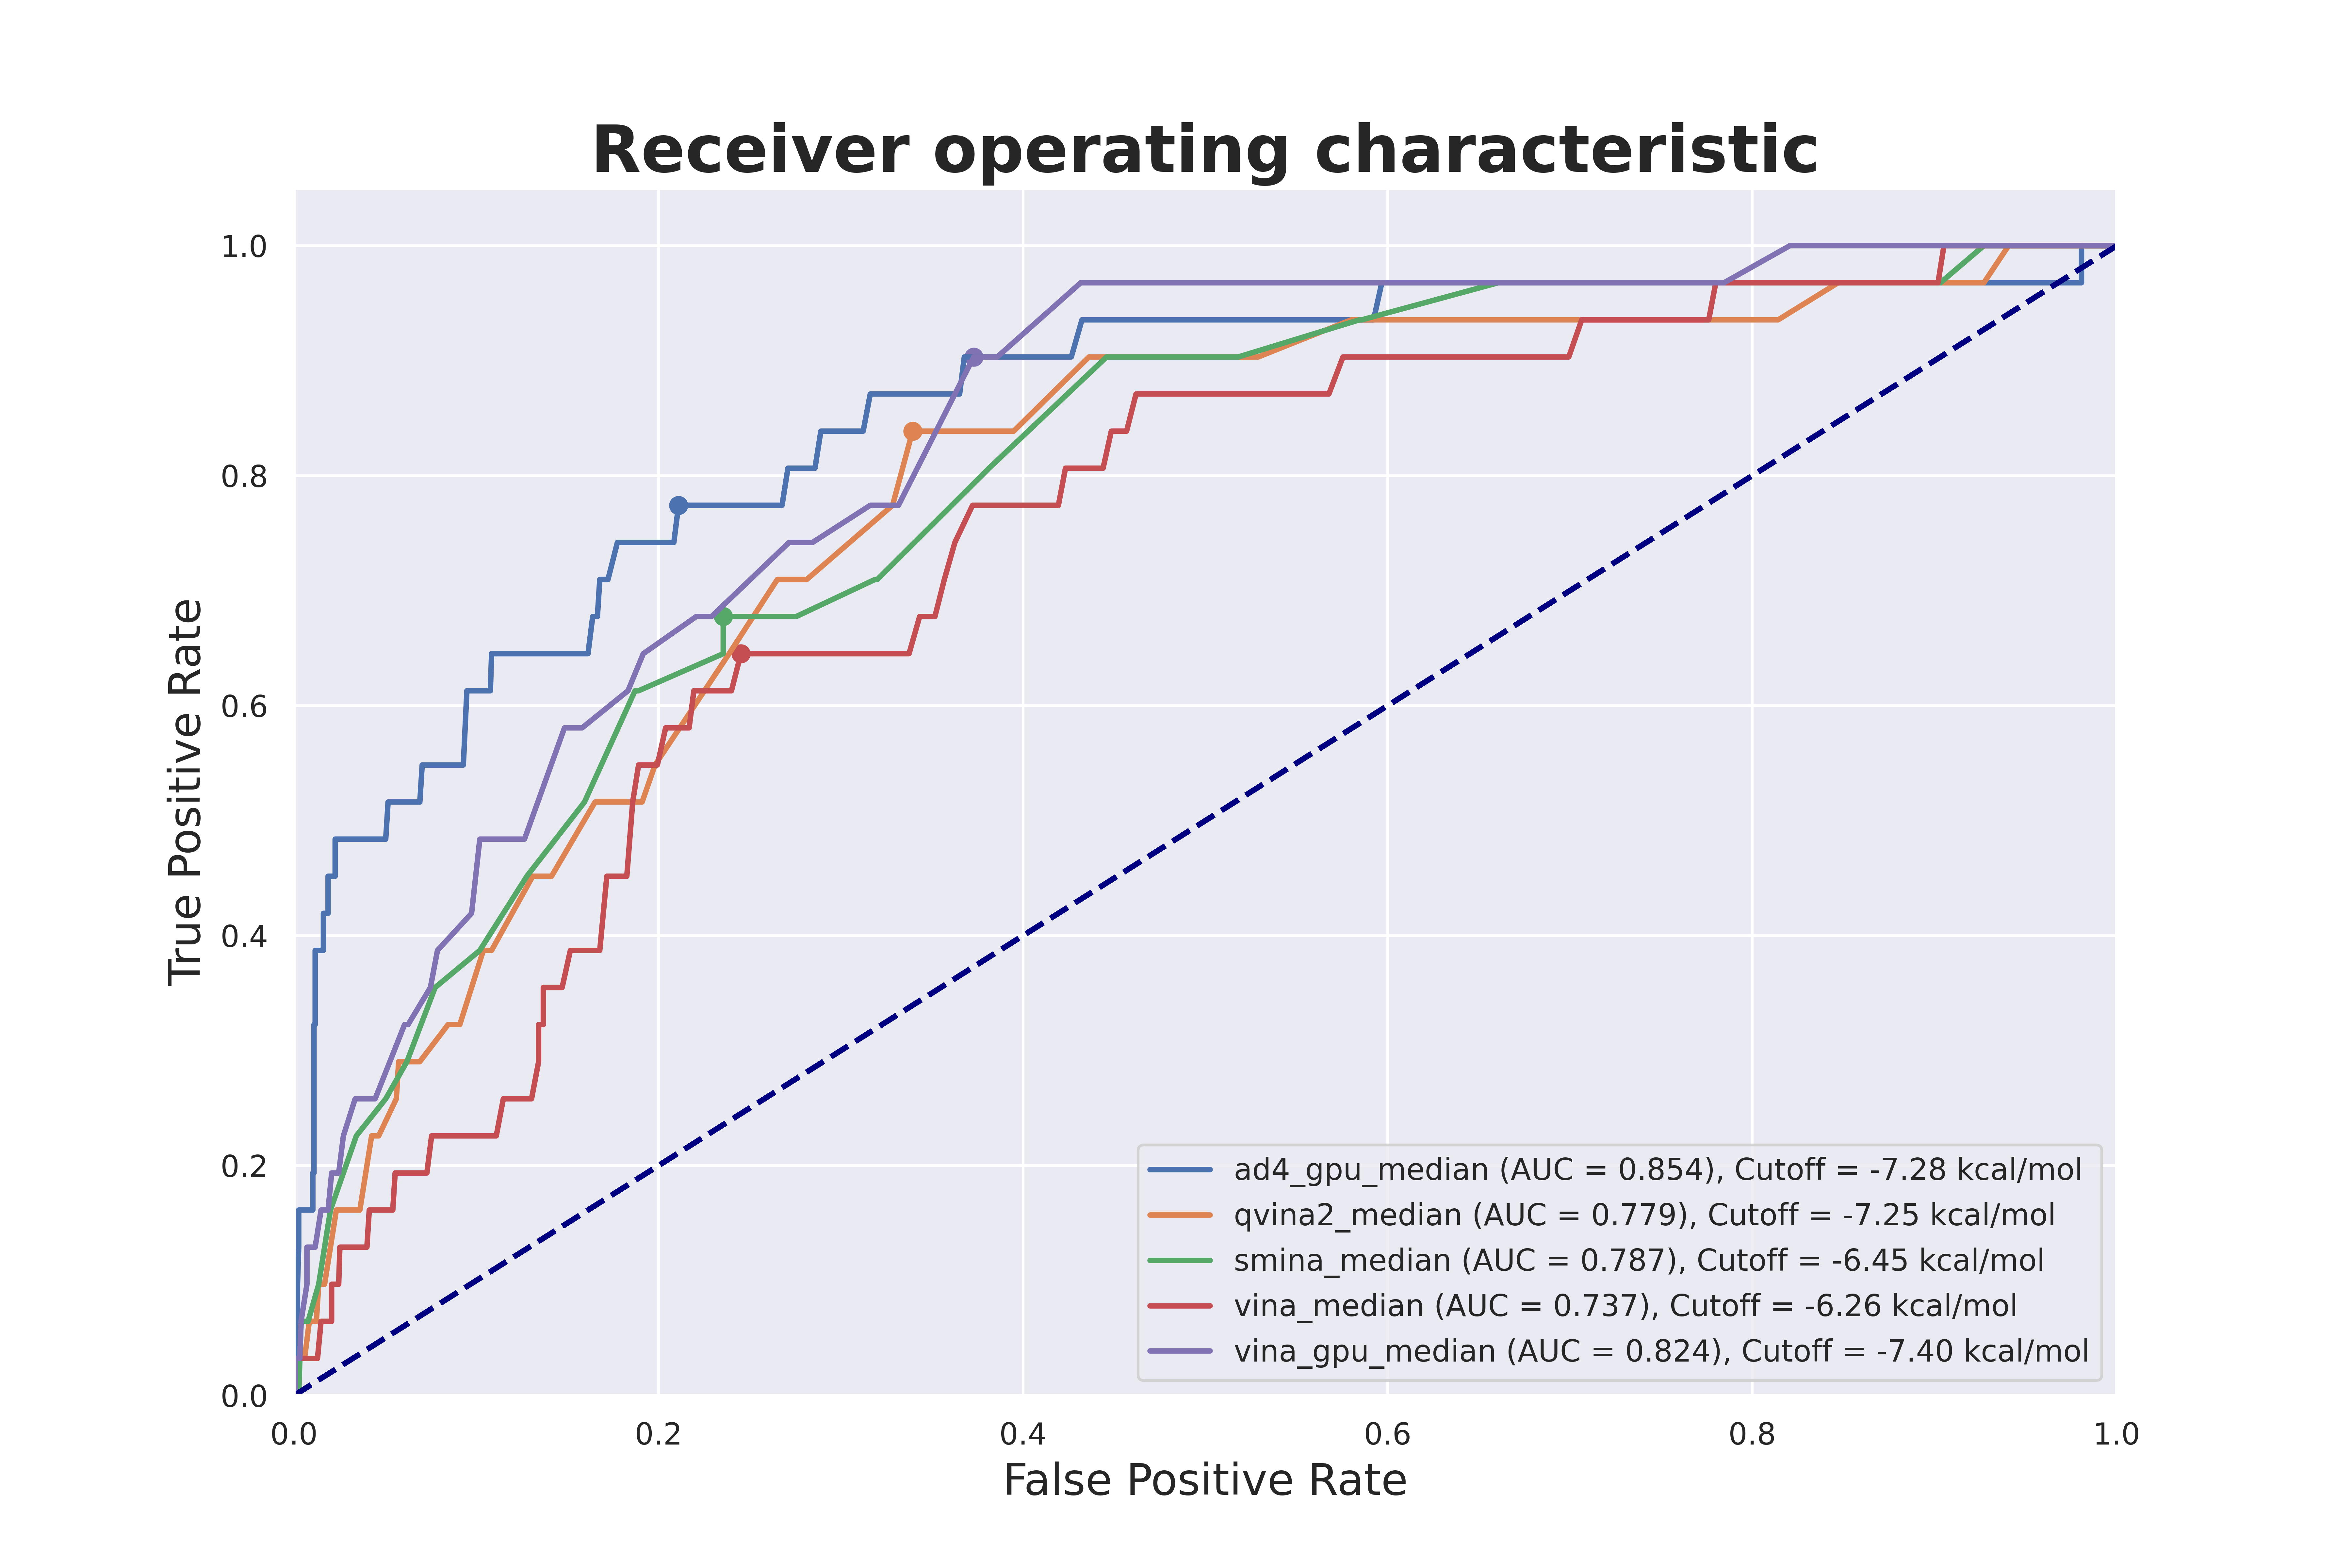 Receiver operating characteristic
1.0
0.8
0.6
0.4
0.2
0.0
True Positive Rate
0.0 0.2 0.4 0.6 0.8 1.0
False Positive Rate
ad4_gpu_median (AUC = 0.854), Cutoff = -7.28 kcal/mol
qvina2_median (AUC = 0.779), Cutoff = -7.25 kcal/mol
smina_median (AUC = 0.787), Cutoff = -6.45 kcal/mol
vina_median (AUC = 0.737), Cutoff = -6.26 kcal/mol
vina_gpu_median (AUC = 0.824), Cutoff = -7.40 kcal/mol